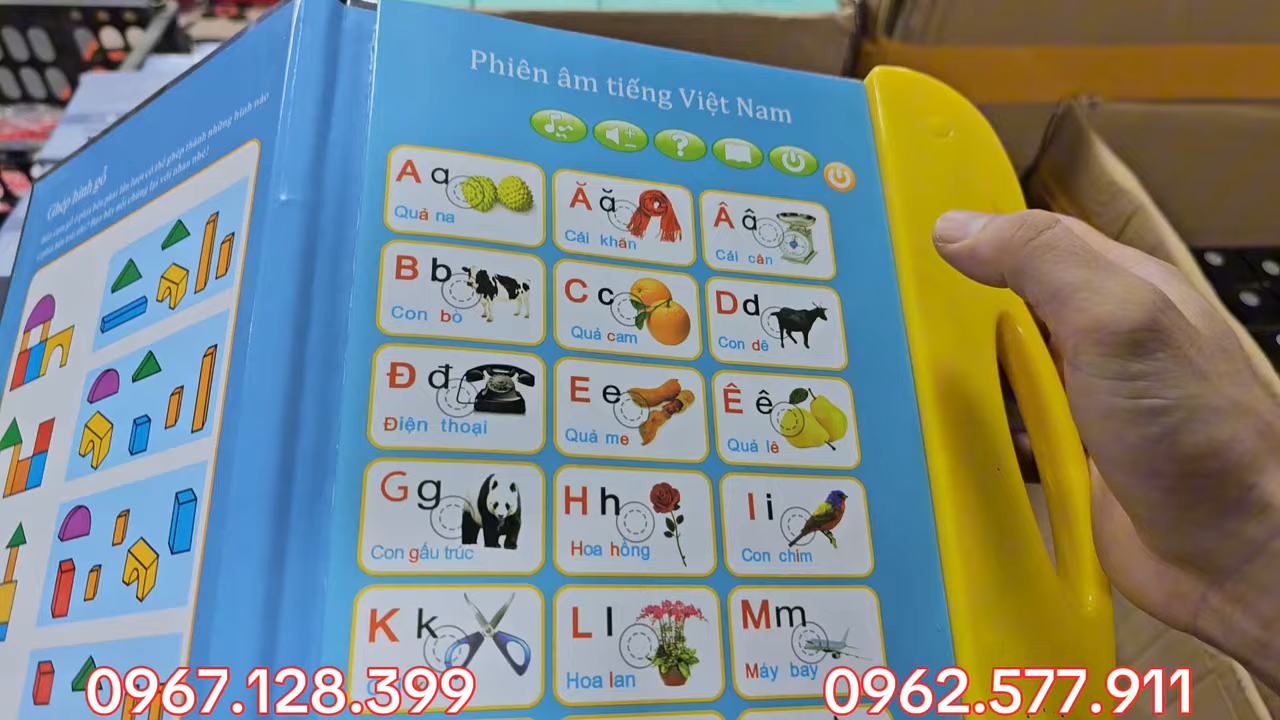 Phiên âm tiếng Việt Nam
A a
Quả na
Ă ă
Cái khăn
Â â
Cái cân
B b
Con bò
C c
Quả cam
D d
Con dê
Đ đ
Điện thoại
E e
Quả me
Ê ê
Quả lê
G g
Con gấu trúc
H h
Hoa hồng
I i
Con chim
K k
L l
Hoa lan
M m
Máy bay
Ghép hình gỗ
0967.128.399
0962.577.911